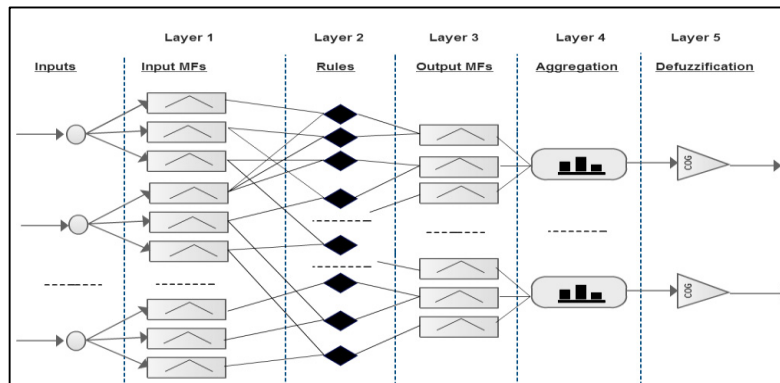 Layer 1 Layer 2 Layer 3 Layer 4 Layer 5
Inputs Input MFs Rules Output MFs Aggregation Defuzzification
COG
COG